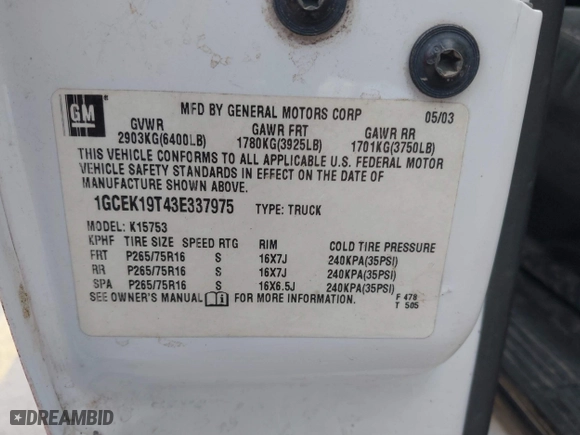 GM
MFD BY GENERAL MOTORS CORP 05/03
GVWR GAWR FRT GAWR RR
2903KG(6400LB) 1780KG(3925LB) 1701KG(3750LB)
THIS VEHICLE CONFORMS TO ALL APPLICABLE U.S. FEDERAL MOTOR
VEHICLE SAFETY STANDARDS IN EFFECT ON THE DATE OF
MANUFACTURE SHOWN ABOVE.
1GCEK19T43E337975 TYPE: TRUCK
MODEL: K15753
KPHF TIRE SIZE SPEED RTG RIM COLD TIRE PRESSURE
FRT P265/75R16 S 16X7J 240KPA(35PSI)
RR P265/75R16 S 16X7J 240KPA(35PSI)
SPA P265/75R16 S 16X6.5J 240KPA(35PSI)
SEE OWNER'S MANUAL FOR MORE INFORMATION. F 478
T 505
DREAMBID